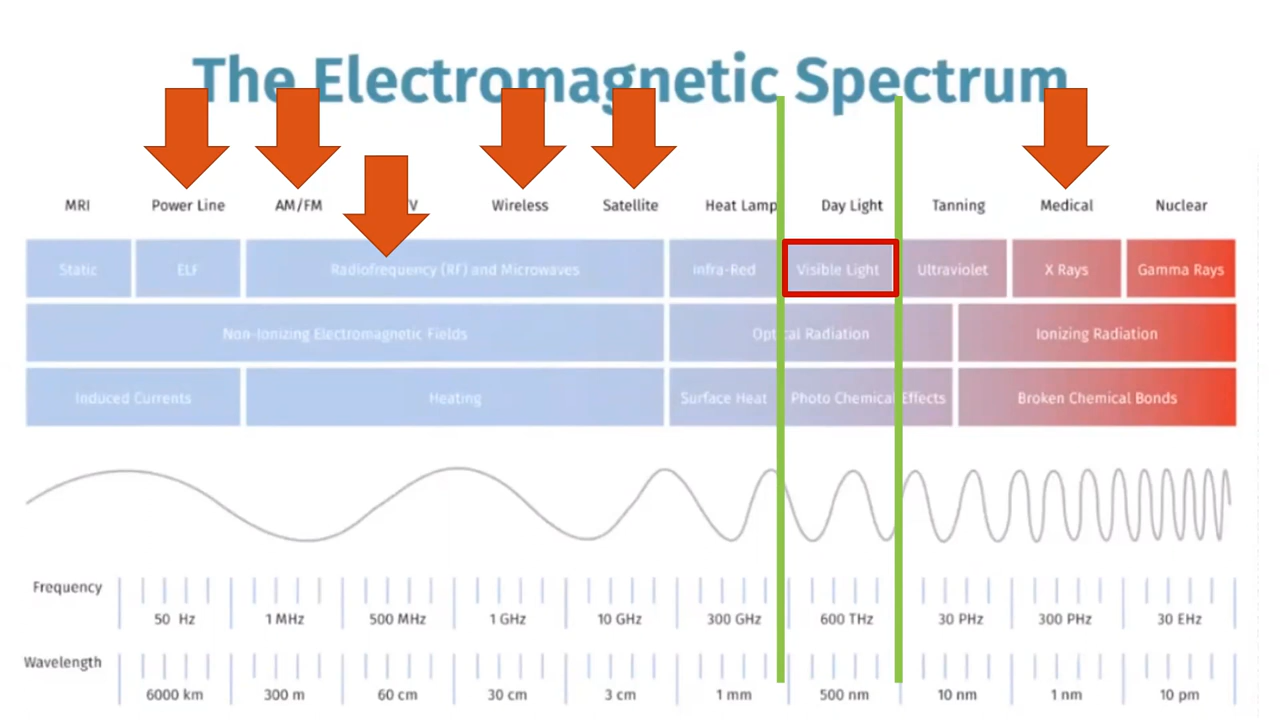 The Electromagnetic Spectrum
MRI Power Line AM/FM V Wireless Satellite Heat Lamp Day Light Tanning Medical Nuclear
Static ELF Radiofrequency (RF) and Microwaves Infra-Red Visible Light Ultraviolet X Rays Gamma Rays
Non-Ionizing Electromagnetic Fields Optical Radiation Ionizing Radiation
Induced Currents Heating Surface Heat Photo Chemical Effects Broken Chemical Bonds
Frequency
50 Hz 1 MHz 500 MHz 1 GHz 10 GHz 300 GHz 600 THz 30 PHz 300 PHz 30 EHz
Wavelength
6000 km 300 m 60 cm 30 cm 3 cm 1 mm 500 nm 10 nm 1 nm 10 pm